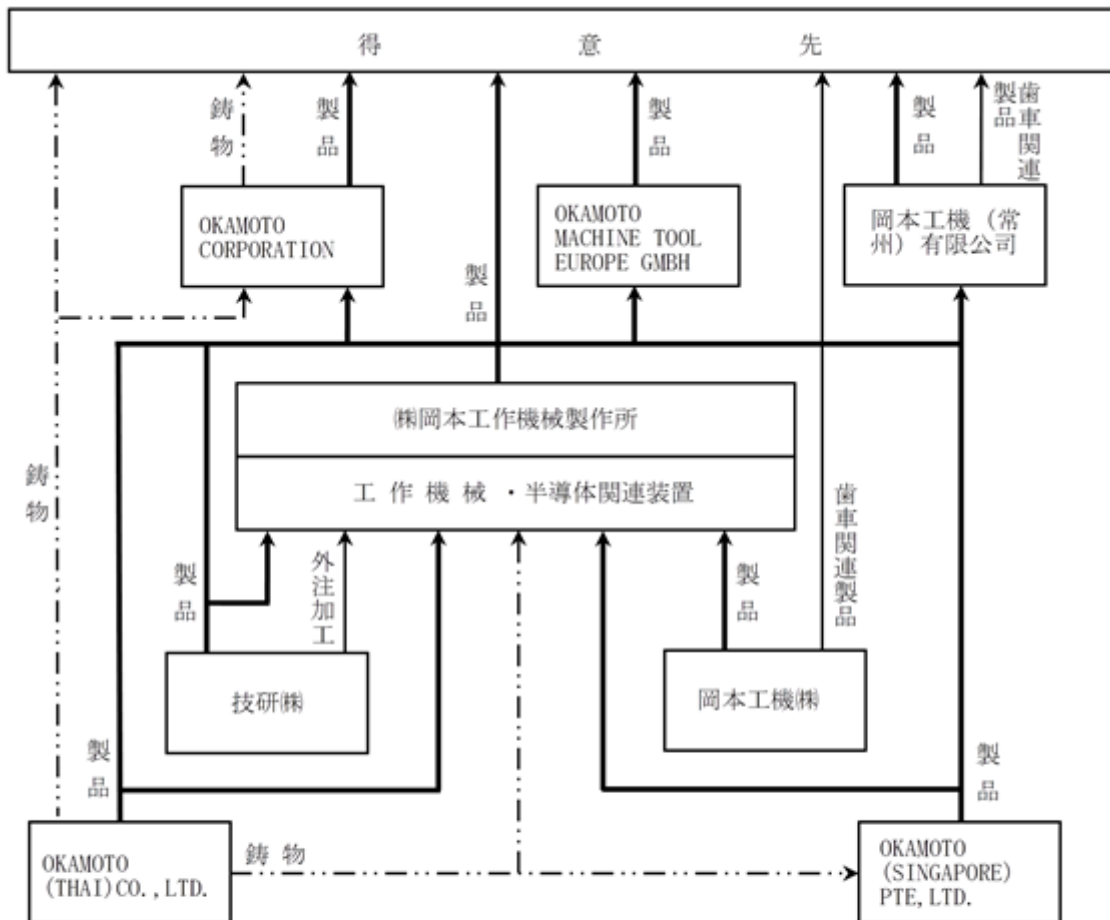 得意先
鋳物
製品
製品
製品
歯車関連
製品
OKAMOTO
CORPORATION
OKAMOTO
MACHINE TOOL
EUROPE GMBH
岡本工機（常
州）有限公司
製品
㈱岡本工作機械製作所
工作機械・半導体関連装置
鋳物
製品
外注加工
製品
歯車関連製品
技研㈱
岡本工機㈱
製品
製品
OKAMOTO
(THAI)CO.,LTD.
鋳物
OKAMOTO
(SINGAPORE)
PTE,LTD.